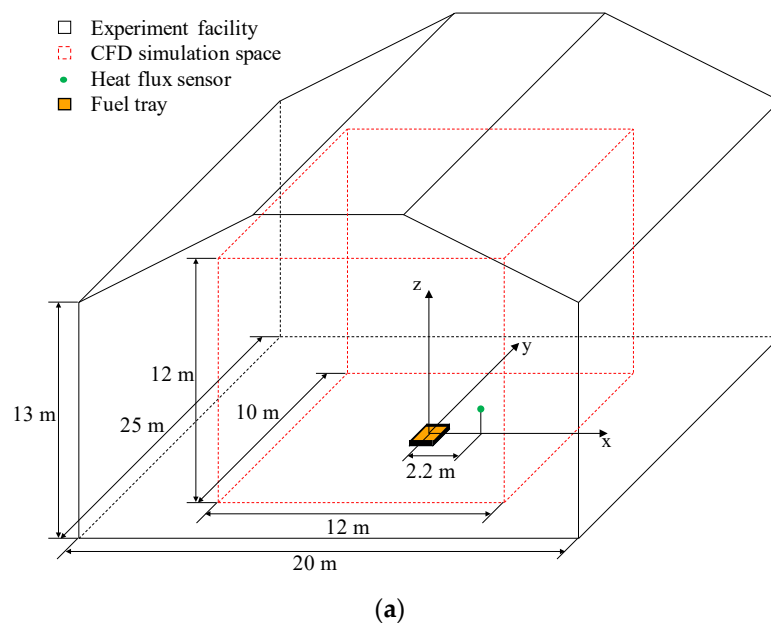 Experiment facility
CFD simulation space
Heat flux sensor
Fuel tray
z
y
12 m
13 m
25 m
10 m
x
2.2 m
12 m
20 m
(a)